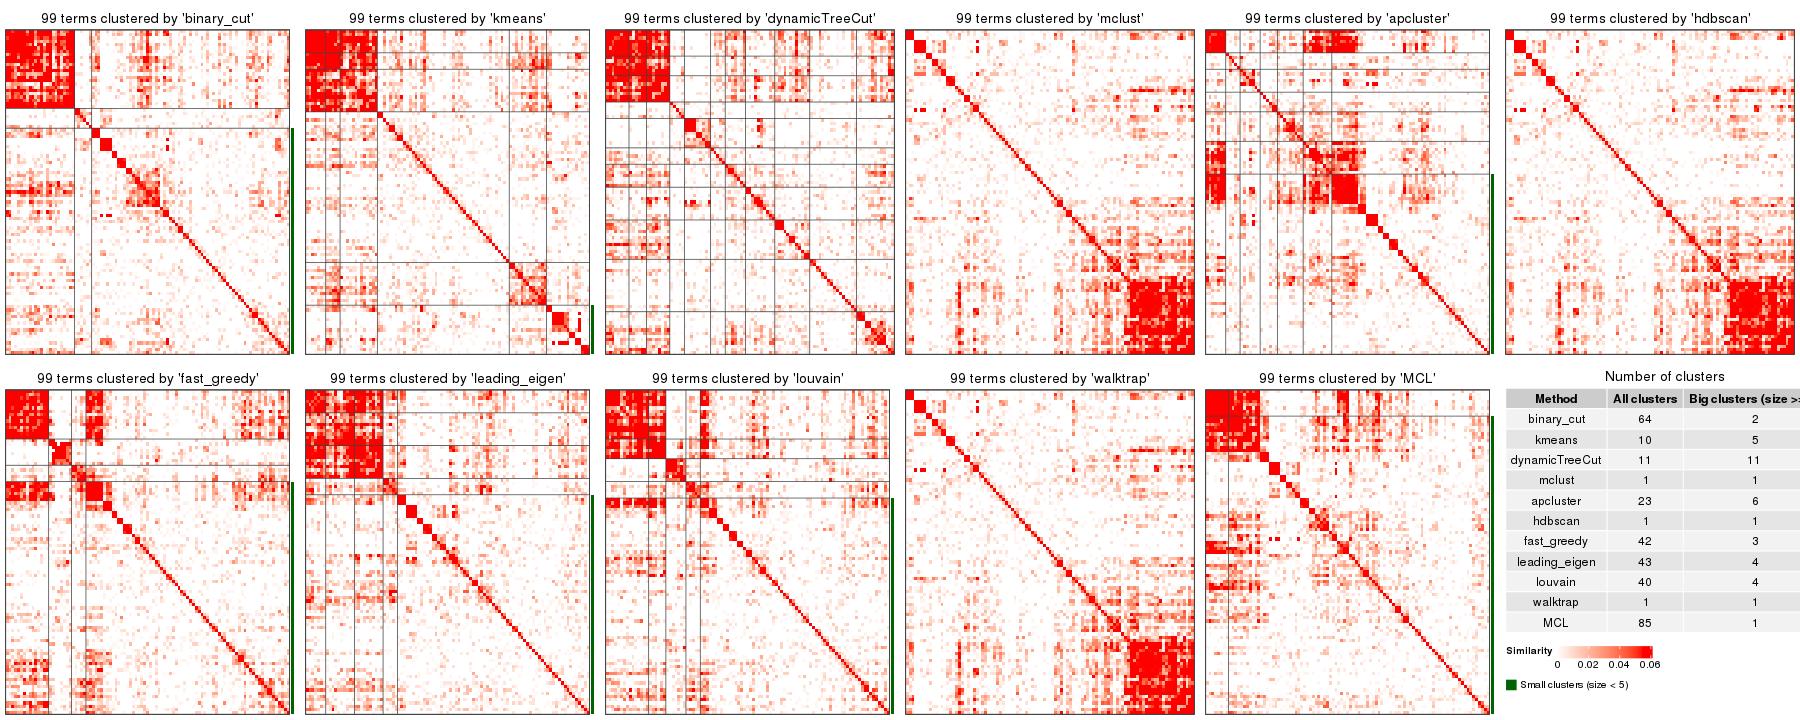 99 terms clustered by 'binary_cut'
99 terms clustered by 'kmeans'
99 terms clustered by 'dynamicTreeCut'
99 terms clustered by 'mclust'
99 terms clustered by 'apcluster'
99 terms clustered by 'hdbscan'
99 terms clustered by 'fast_greedy'
99 terms clustered by 'leading_eigen'
99 terms clustered by 'louvain'
99 terms clustered by 'walktrap'
99 terms clustered by 'MCL'
Number of clusters
Method All clusters Big clusters (size >=
binary_cut 64 2
kmeans 10 5
dynamicTreeCut 11 11
mclust 1 1
apcluster 23 6
hdbscan 1 1
fast_greedy 42 3
leading_eigen 43 4
louvain 40 4
walktrap 1 1
MCL 85 1
Similarity
0 0.02 0.04 0.06
Small clusters (size < 5)